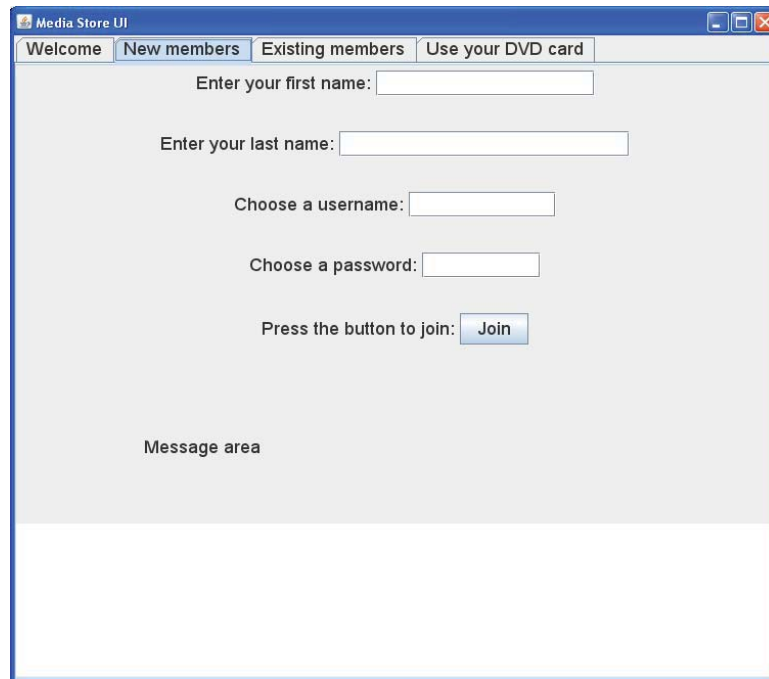 Media Store UI
Welcome New members Existing members Use your DVD card
Enter your first name:
Enter your last name:
Choose a username:
Choose a password:
Press the button to join: Join
Message area